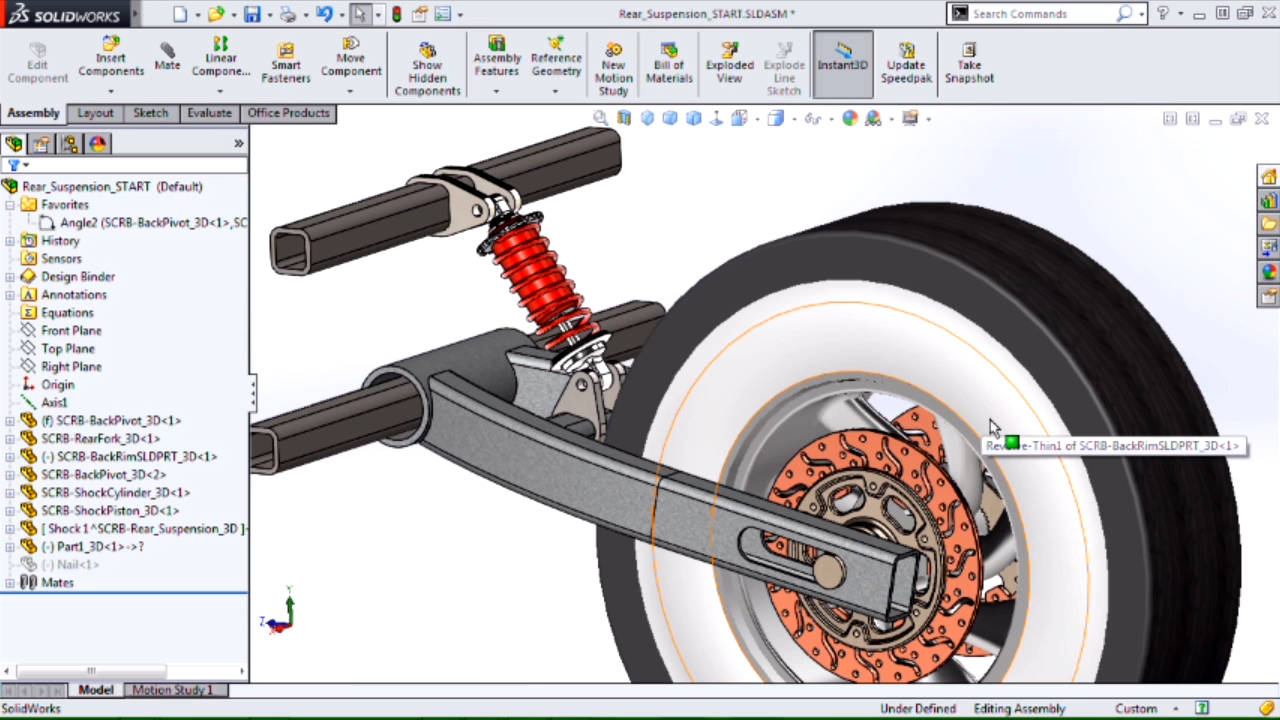 SOLIDWORKS
Rear_Suspension_START.SLDASM *
Search Commands
Edit Component
Insert Components
Mate
Linear Compone...
Smart Fasteners
Move Component
Show Hidden Components
Assembly Features
Reference Geometry
New Motion Study
Bill of Materials
Exploded View
Explode Line Sketch
Instant3D
Update Speedpak
Take Snapshot
Assembly
Layout
Sketch
Evaluate
Office Products
Rear_Suspension_START (Default)
Favorites
Angle2 (SCRB-BackPivot_3D<1>,SC
History
Sensors
Design Binder
Annotations
Equations
Front Plane
Top Plane
Right Plane
Origin
Axis1
(f) SCRB-BackPivot_3D<1>
SCRB-RearFork_3D<1>
(-) SCRB-BackRimSLDPRT_3D<1>
SCRB-BackPivot_3D<2>
SCRB-ShockCylinder_3D<1>
SCRB-ShockPiston_3D<1>
[ Shock 1^SCRB-Rear_Suspension_3D ]
(-) Part1_3D<1> ->?
(-) Nail<1>
Mates
of SCRB-BackRimSLDPRT_3D<1>
Y
Z
Model
Motion Study 1
SolidWorks
Under Defined
Editing Assembly
Custom